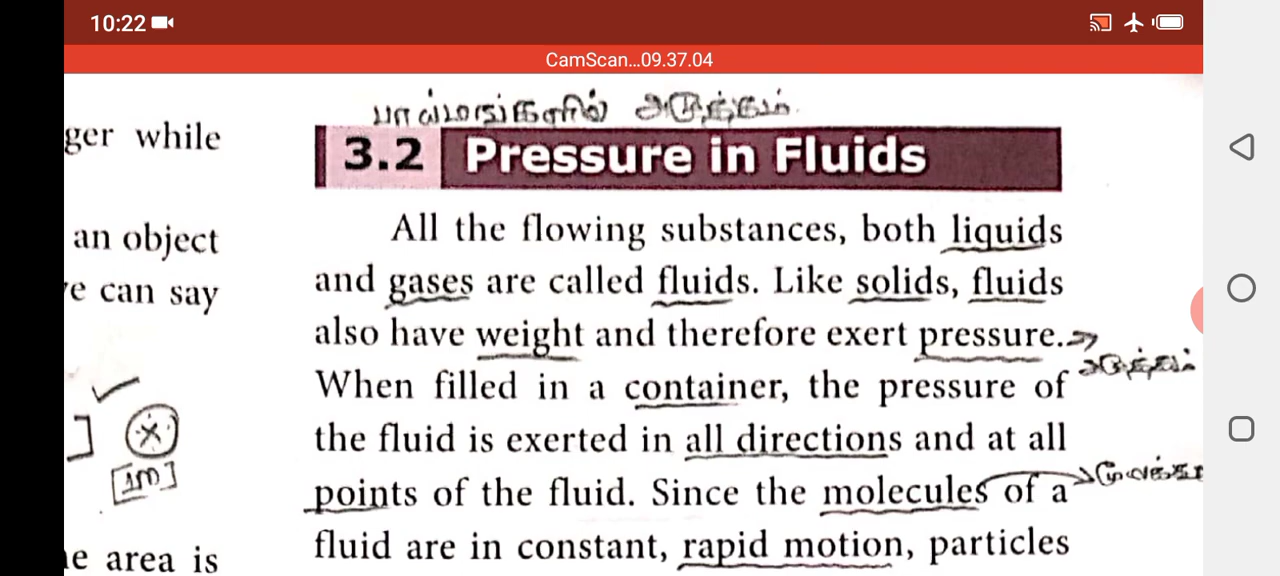 10:22
CamScan...09.37.04
ger while
an object
e can say
[1m]
e area is
பாய்மங்களில் அழுத்தம்.
3.2 Pressure in Fluids
All the flowing substances, both liquids
and gases are called fluids. Like solids, fluids
also have weight and therefore exert pressure.
அழுத்தம்
When filled in a container, the pressure of
the fluid is exerted in all directions and at all
points of the fluid. Since the molecules of a
fluid are in constant, rapid motion, particles